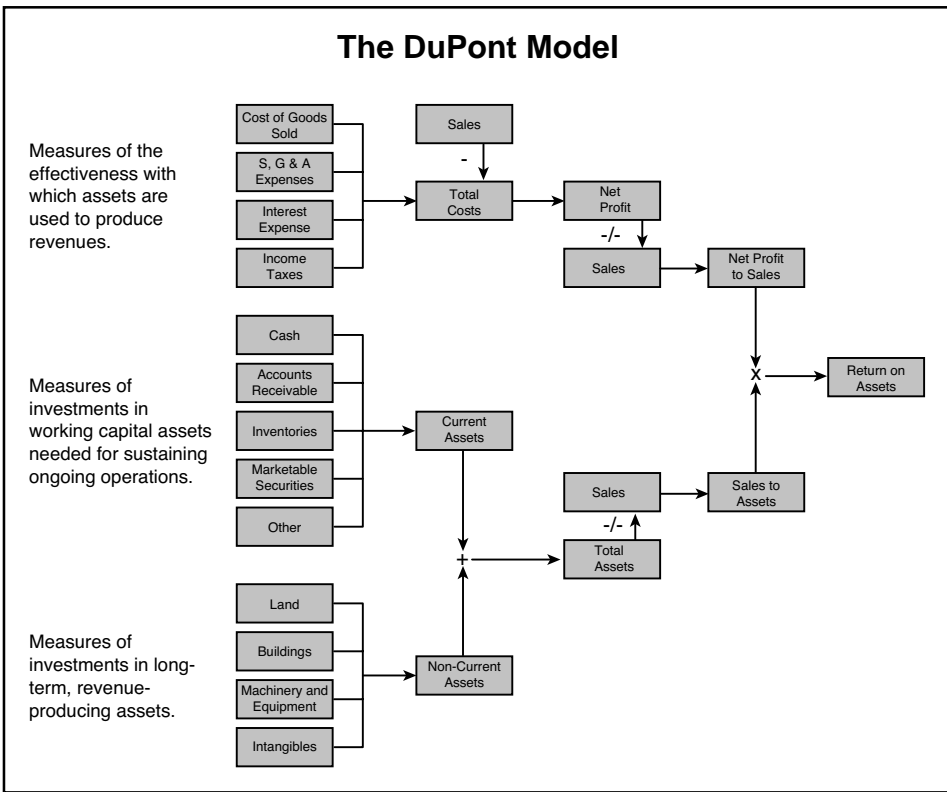 The DuPont Model
Measures of the
effectiveness with
which assets are
used to produce
revenues.
Cost of Goods
Sold
S, G & A
Expenses
Interest
Expense
Income
Taxes
Sales
-
Total
Costs
Net
Profit
-/-
Sales
Net Profit
to Sales
Measures of
investments in
working capital assets
needed for sustaining
ongoing operations.
Cash
Accounts
Receivable
Inventories
Marketable
Securities
Other
Current
Assets
x
Return on
Assets
Sales
-/-
Total
Assets
Sales to
Assets
+
Measures of
investments in long-
term, revenue-
producing assets.
Land
Buildings
Machinery and
Equipment
Intangibles
Non-Current
Assets